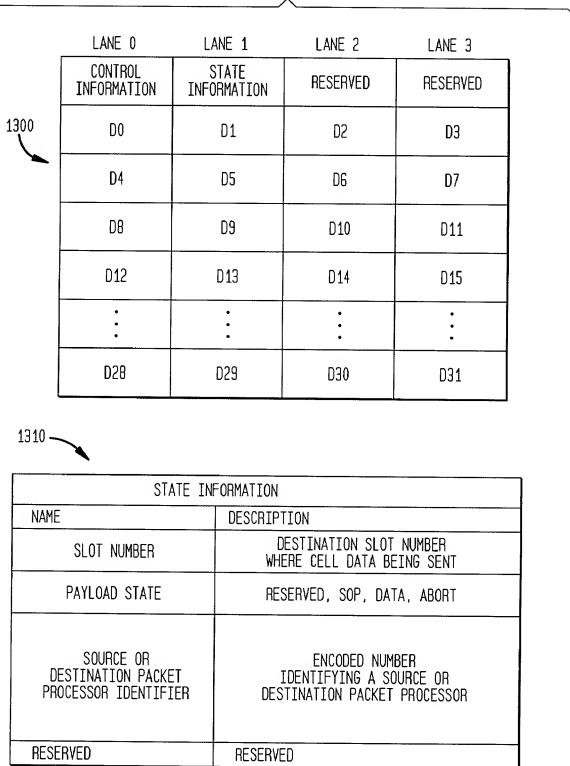 LANE 0 LANE 1 LANE 2 LANE 3
CONTROL INFORMATION STATE INFORMATION RESERVED RESERVED
1300
D0 D1 D2 D3
D4 D5 D6 D7
D8 D9 D10 D11
D12 D13 D14 D15
D28 D29 D30 D31
1310
STATE INFORMATION
NAME DESCRIPTION
SLOT NUMBER DESTINATION SLOT NUMBER
WHERE CELL DATA BEING SENT
PAYLOAD STATE RESERVED, SOP, DATA, ABORT
SOURCE OR
DESTINATION PACKET
PROCESSOR IDENTIFIER
ENCODED NUMBER
IDENTIFYING A SOURCE OR
DESTINATION PACKET PROCESSOR
RESERVED RESERVED